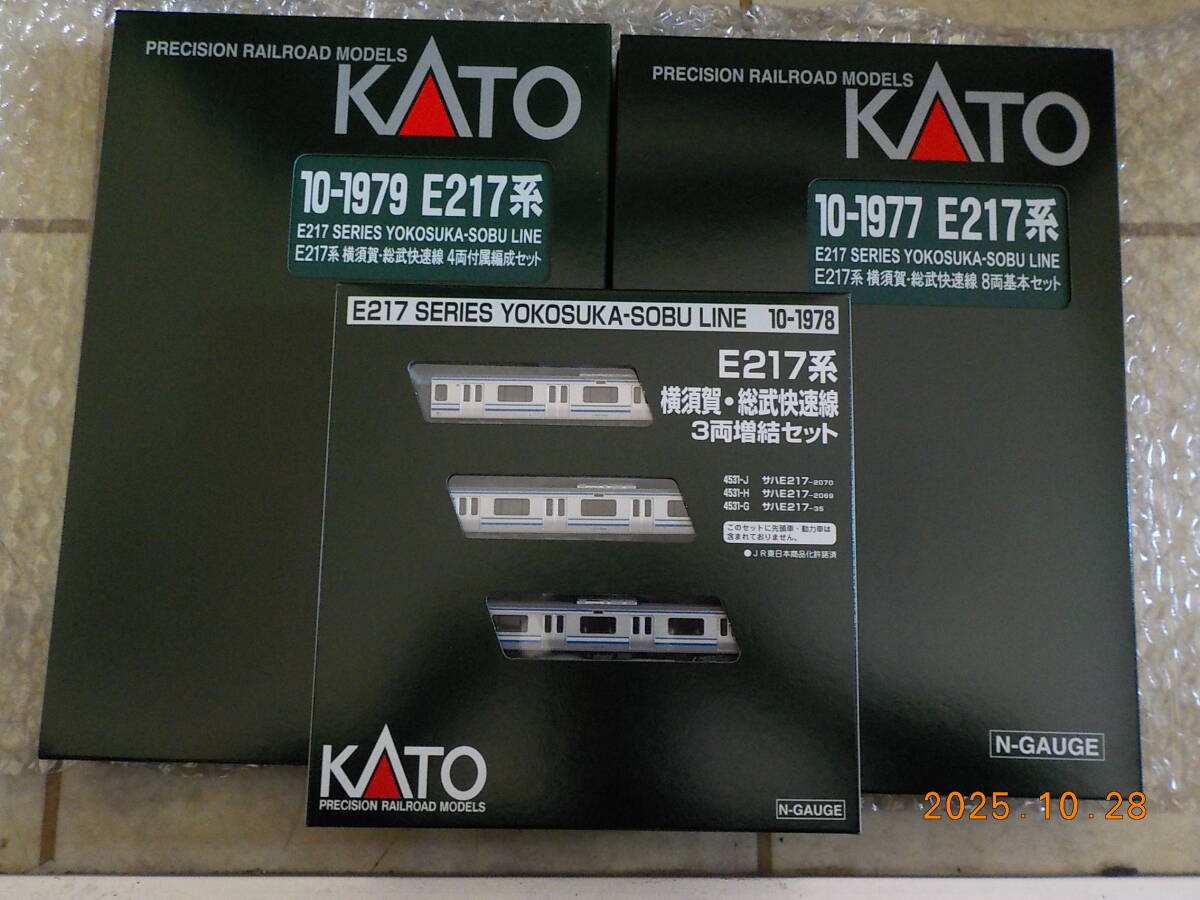 PRECISION RAILROAD MODELS
KATO
10-1979 E217系
E217 SERIES YOKOSUKA-SOBU LINE
E217系 横須賀・総武快速線 4両付属編成セット
PRECISION RAILROAD MODELS
KATO
10-1977 E217系
E217 SERIES YOKOSUKA-SOBU LINE
E217系 横須賀・総武快速線 8両基本セット
N-GAUGE
E217 SERIES YOKOSUKA-SOBU LINE 10-1978
E217系
横須賀・総武快速線
3両増結セット
4531-J サハE217-2070
4531-H サハE217-2069
4531-G サハE217-35
このセットに先頭車・動力車は
含まれておりません。
●JR東日本商品化許諾済
KATO
PRECISION RAILROAD MODELS
N-GAUGE
2025.10.28